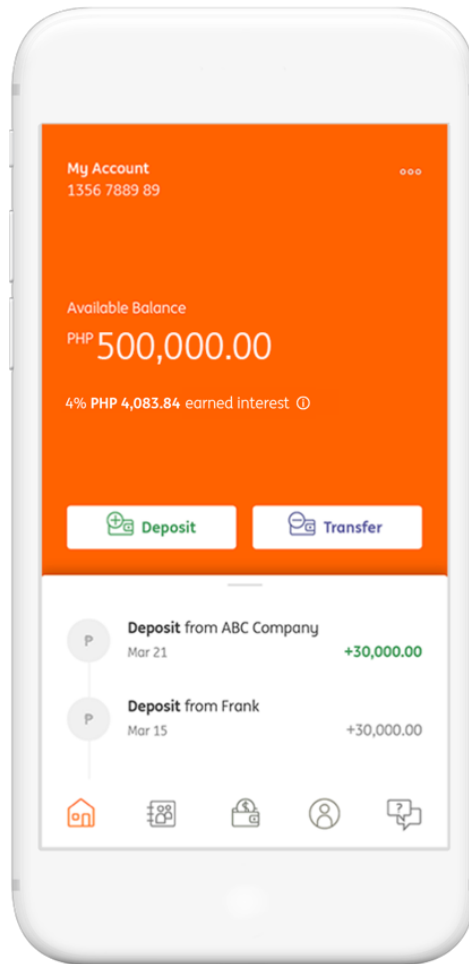 My Account
1356 7889 89
Available Balance
PHP 500,000.00
4% PHP 4,083.84 earned interest
Deposit
Transfer
Deposit from ABC Company
Mar 21
+30,000.00
Deposit from Frank
Mar 15
+30,000.00